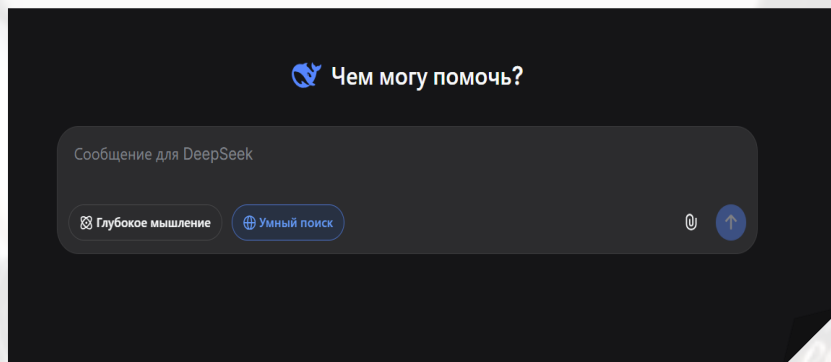 Чем могу помочь?
Сообщение для DeepSeek
Глубокое мышление
Умный поиск